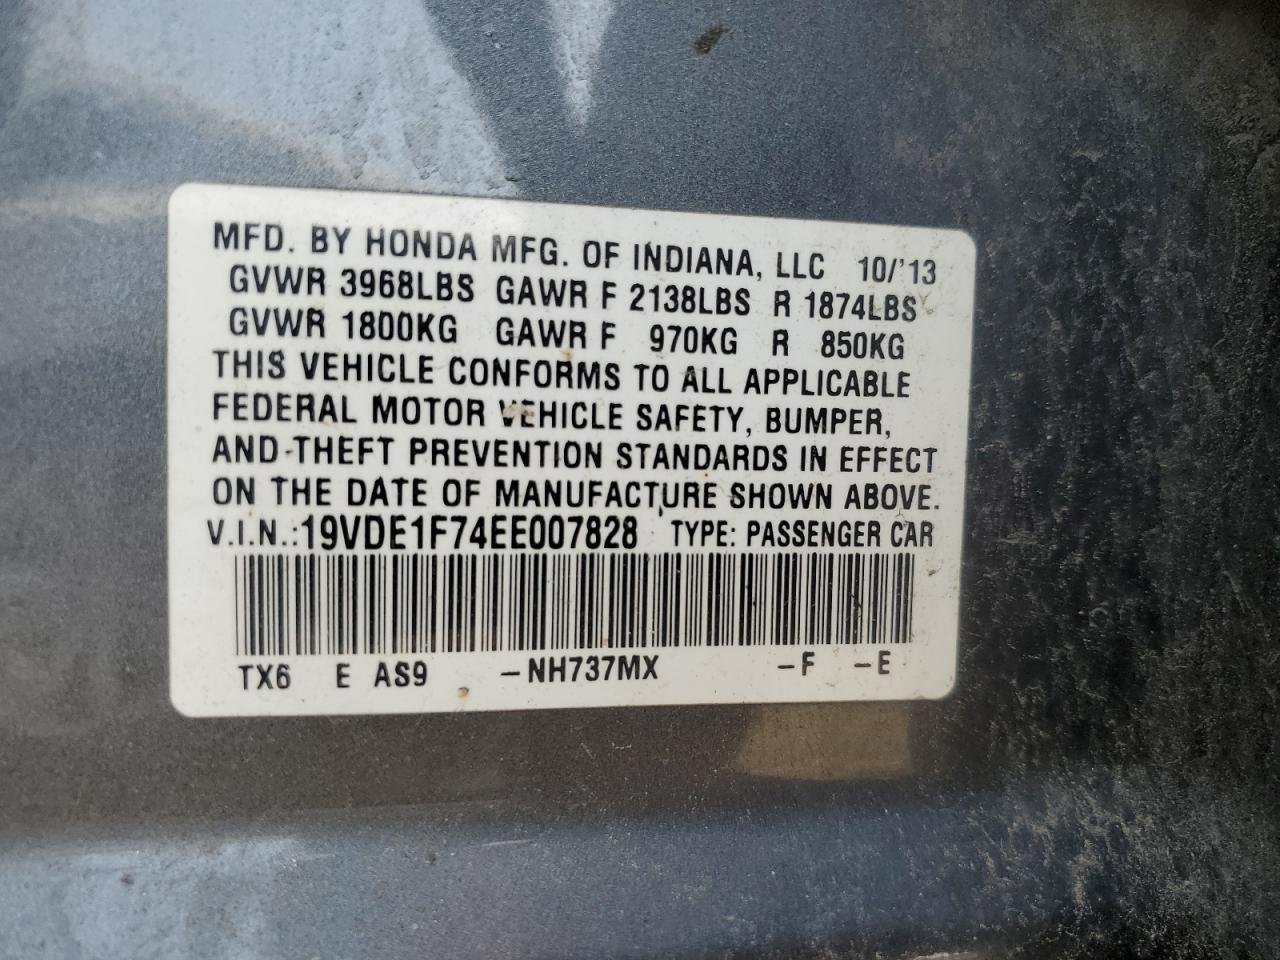 MFD. BY HONDA MFG. OF INDIANA, LLC 10/'13
GVWR 3968LBS GAWR F 2138LBS R 1874LBS
GVWR 1800KG GAWR F 970KG R 850KG
THIS VEHICLE CONFORMS TO ALL APPLICABLE
FEDERAL MOTOR VEHICLE SAFETY, BUMPER,
AND THEFT PREVENTION STANDARDS IN EFFECT
ON THE DATE OF MANUFACTURE SHOWN ABOVE.
V.I.N.:19VDE1F74EE007828 TYPE: PASSENGER CAR
TX6 E AS9 –NH737MX –F –E